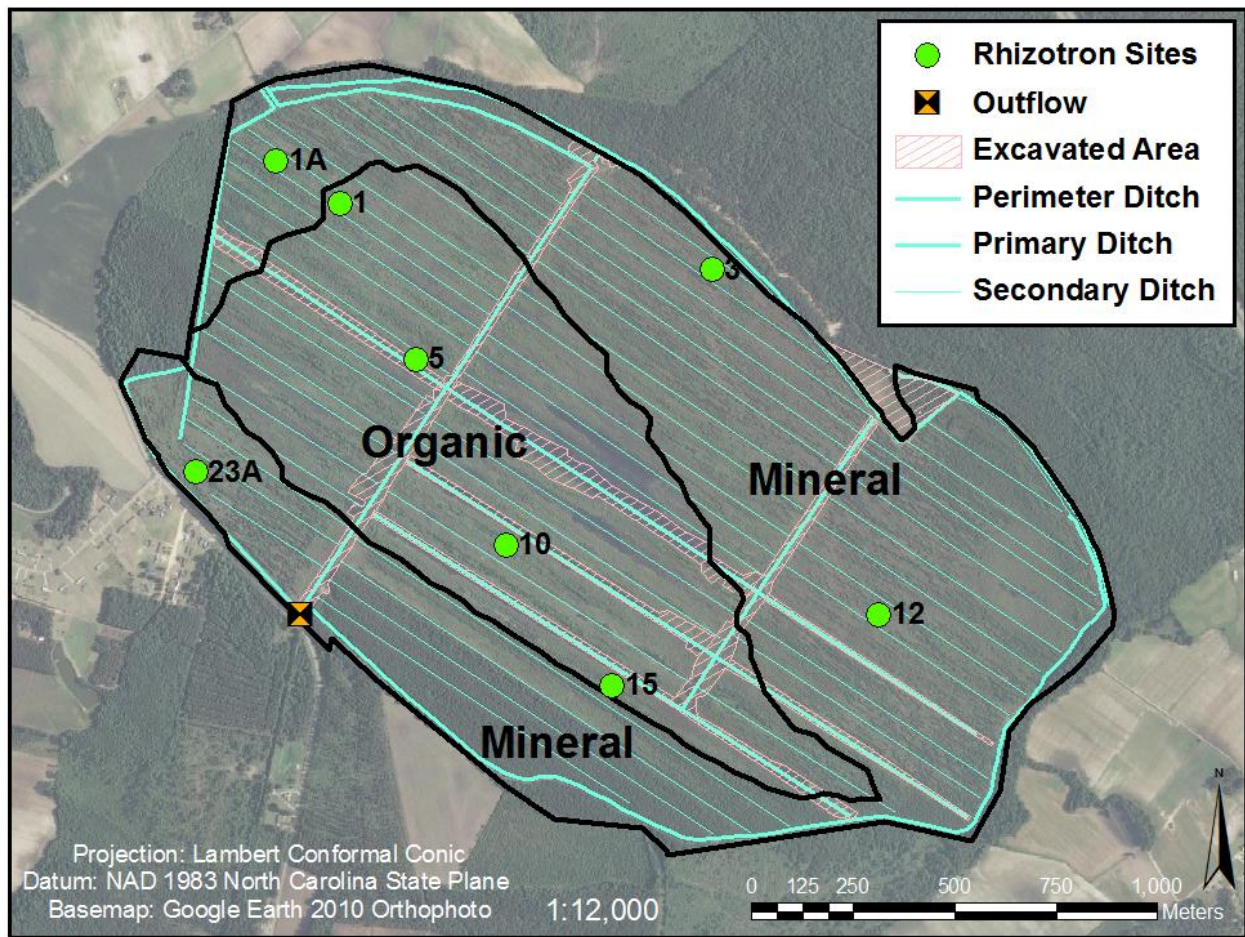 Rhizotron Sites
Outflow
Excavated Area
Perimeter Ditch
Primary Ditch
Secondary Ditch
1A
1
3
5
Organic
23A
Mineral
10
12
15
Mineral
N
Projection: Lambert Conformal Conic
Datum: NAD 1983 North Carolina State Plane
Basemap: Google Earth 2010 Orthophoto
1:12,000
0 125 250 500 750 1,000
Meters